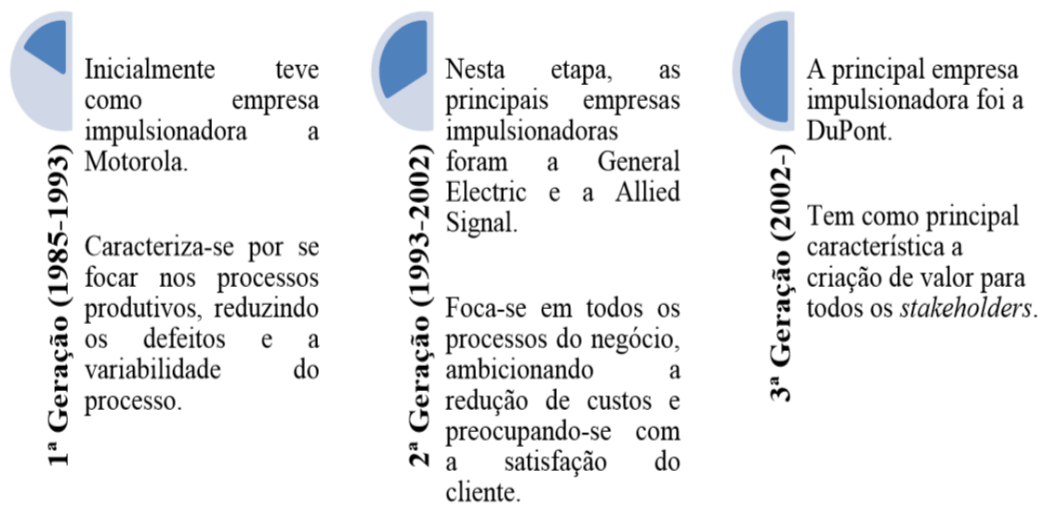 1ª Geração (1985-1993)
Inicialmente teve
como empresa
impulsionadora a
Motorola.
Caracteriza-se por se
focar nos processos
produtivos, reduzindo
os defeitos e a
variabilidade do
processo.
2ª Geração (1993-2002)
Nesta etapa, as
principais empresas
impulsionadoras
foram a General
Electric e a Allied
Signal.
Foca-se em todos os
processos do negócio,
ambicionando a
redução de custos e
preocupando-se com
a satisfação do
cliente.
3ª Geração (2002-)
A principal empresa
impulsionadora foi a
DuPont.
Tem como principal
característica a
criação de valor para
todos os stakeholders.